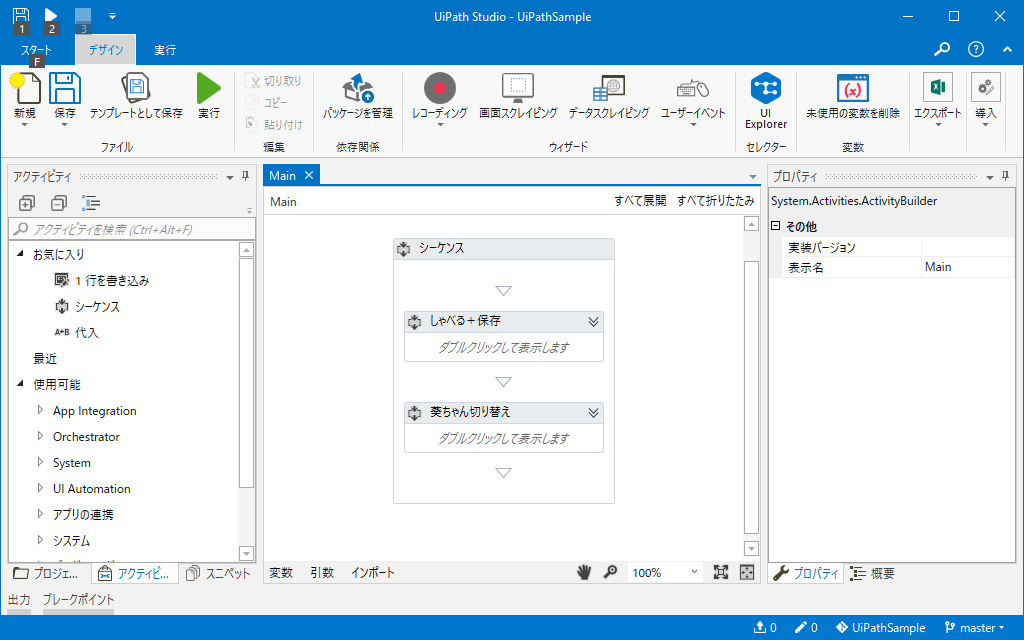 UiPath Studio - UiPathSample
1 2 3
スタート デザイン 実行
F
新規 保存 テンプレートとして保存 実行
切り取り
コピー
貼り付け
パッケージを管理
レコーディング 画面スクレイピング データスクレイピング ユーザーイベント
UI
Explorer
未使用の変数を削除
エクスポート 導入
ファイル 編集 依存関係 ウィザード セレクター 変数
アクティビティ
アクティビティを検索 (Ctrl+Alt+F)
お気に入り
1 行を書き込み
シーケンス
A*B 代入
最近
使用可能
App Integration
Orchestrator
System
UI Automation
アプリの連携
システム
プロジェ... アクティビ... スニペット
Main
Main すべて展開 すべて折りたたみ
シーケンス
しゃべる＋保存
ダブルクリックして表示します
葵ちゃん切り替え
ダブルクリックして表示します
変数 引数 インポート 100%
プロパティ
System.Activities.ActivityBuilder
その他
実装バージョン
表示名 Main
プロパティ 概要
出力 ブレークポイント
0 0 UiPathSample master